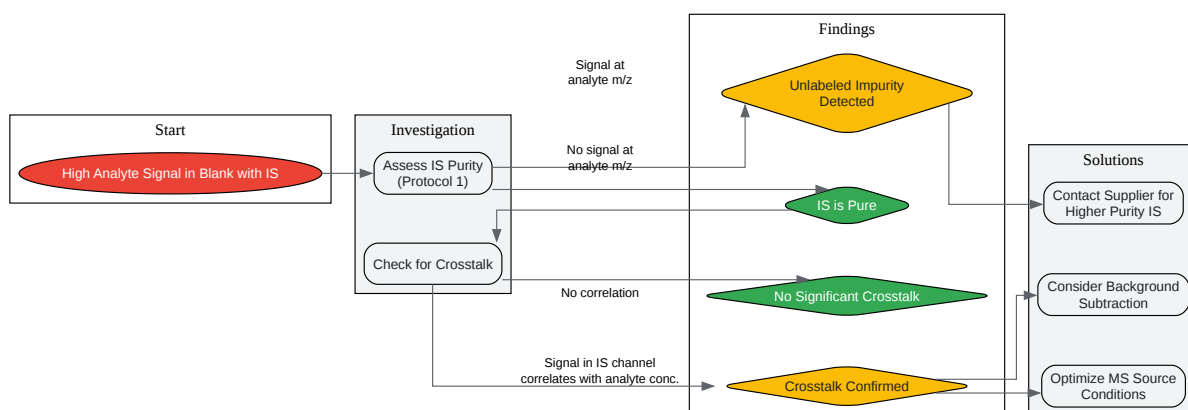 Start
High Analyte Signal in Blank with IS
Investigation
Assess IS Purity
(Protocol 1)
Check for Crosstalk
Signal at
analyte m/z
No signal at
analyte m/z
No correlation
Signal in IS channel
correlates with analyte conc.
Findings
Unlabeled Impurity
Detected
IS is Pure
No Significant Crosstalk
Crosstalk Confirmed
Solutions
Contact Supplier for
Higher Purity IS
Consider Background
Subtraction
Optimize MS Source
Conditions